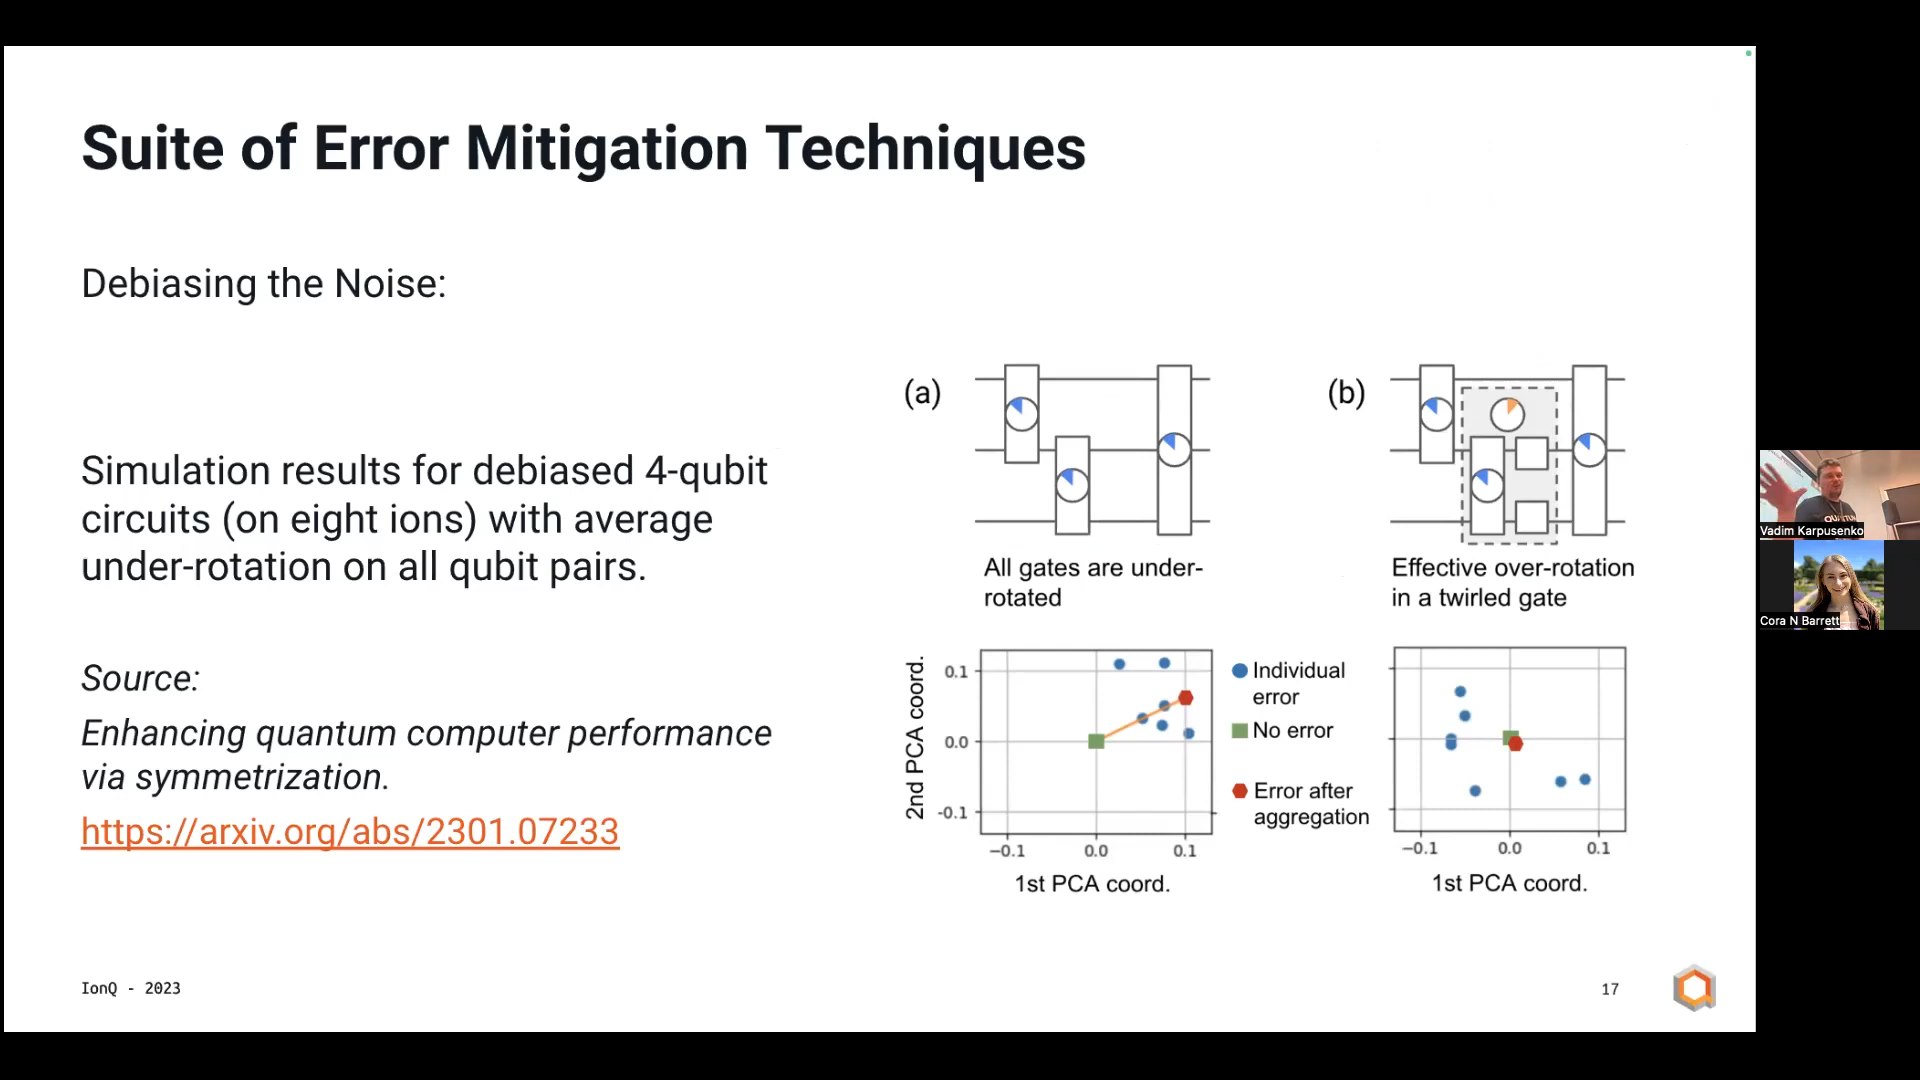 Suite of Error Mitigation Techniques
Debiasing the Noise:
Simulation results for debiased 4-qubit
circuits (on eight ions) with average
under-rotation on all qubit pairs.
Source:
Enhancing quantum computer performance
via symmetrization.
https://arxiv.org/abs/2301.07233
(a)
All gates are under-
rotated
(b)
Effective over-rotation
in a twirled gate
2nd PCA coord.
0.1
0.0
-0.1
−0.1 0.0 0.1
1st PCA coord.
Individual
error
No error
Error after
aggregation
−0.1 0.0 0.1
1st PCA coord.
IonQ - 2023
17
Vadim Karpusenko
Cora N Barrett